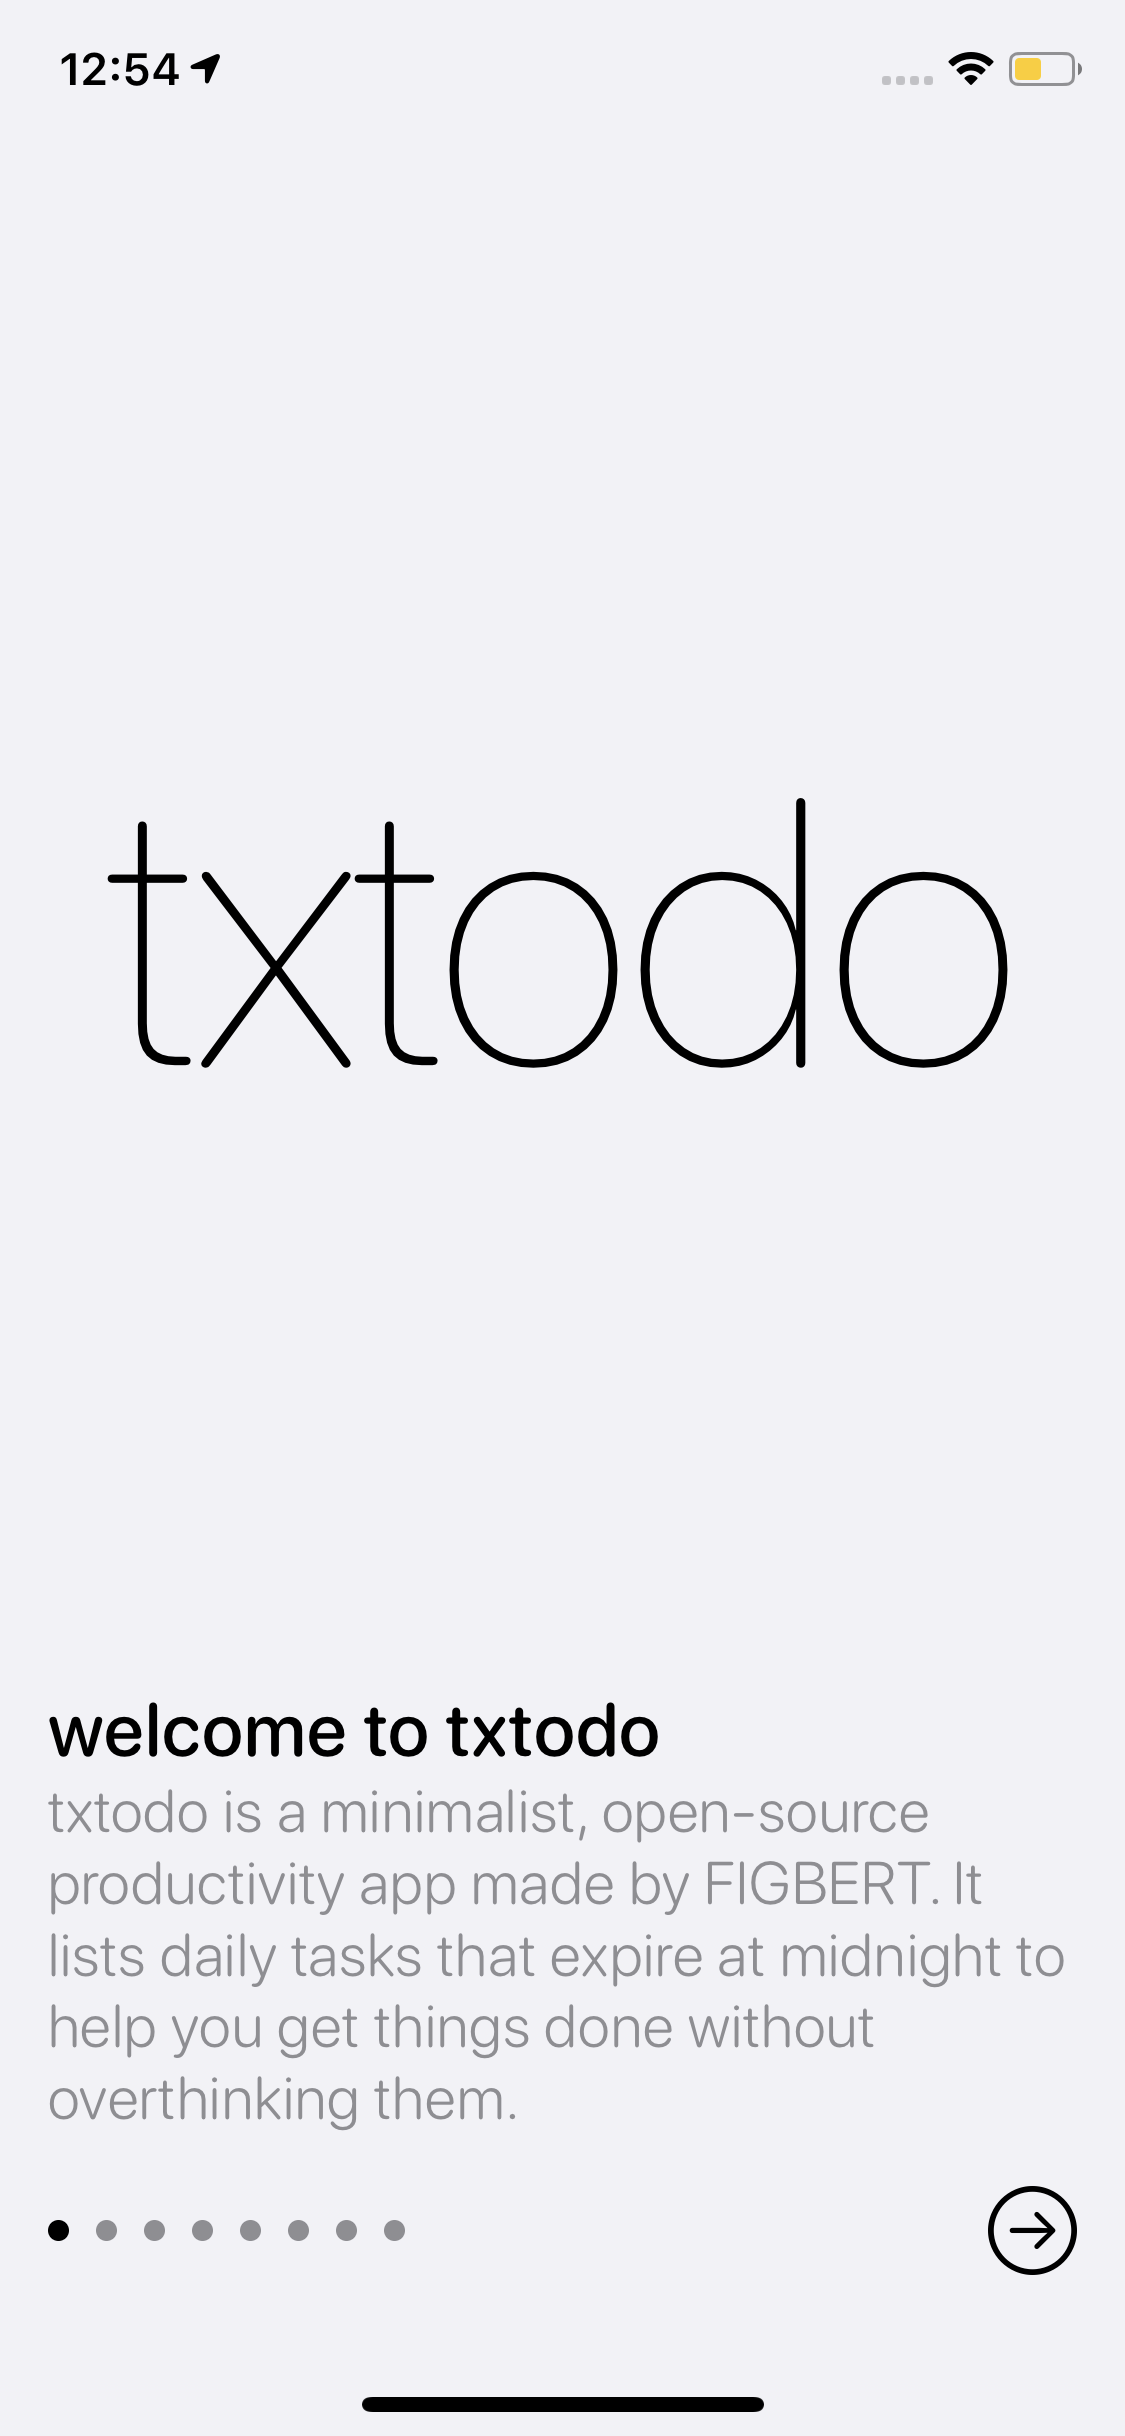 12:54
txtodo
welcome to txtodo
txtodo is a minimalist, open-source
productivity app made by FIGBERT. It
lists daily tasks that expire at midnight to
help you get things done without
overthinking them.